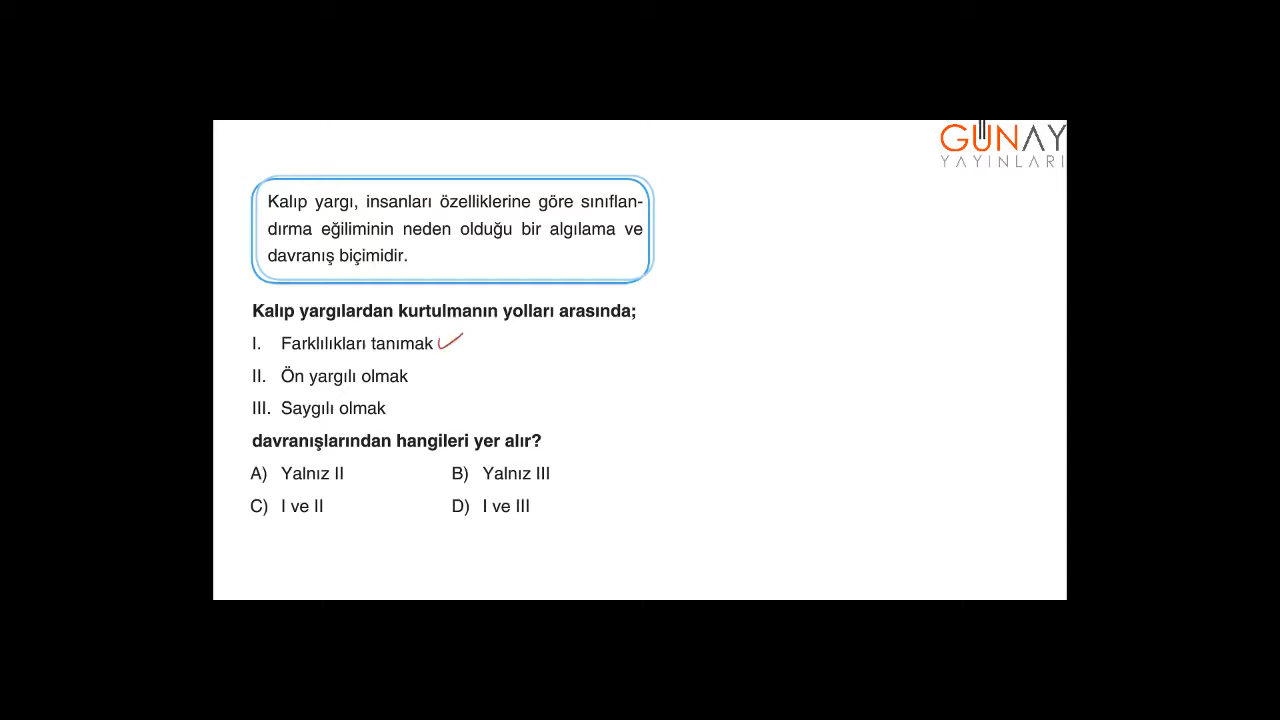 GÜNAY
YAYINLARI
Kalıp yargı, insanları özelliklerine göre sınıflan-
dırma eğiliminin neden olduğu bir algılama ve
davranış biçimidir.
Kalıp yargılardan kurtulmanın yolları arasında;
I. Farklılıkları tanımak
II. Ön yargılı olmak
III. Saygılı olmak
davranışlarından hangileri yer alır?
A) Yalnız II B) Yalnız III
C) I ve II D) I ve III